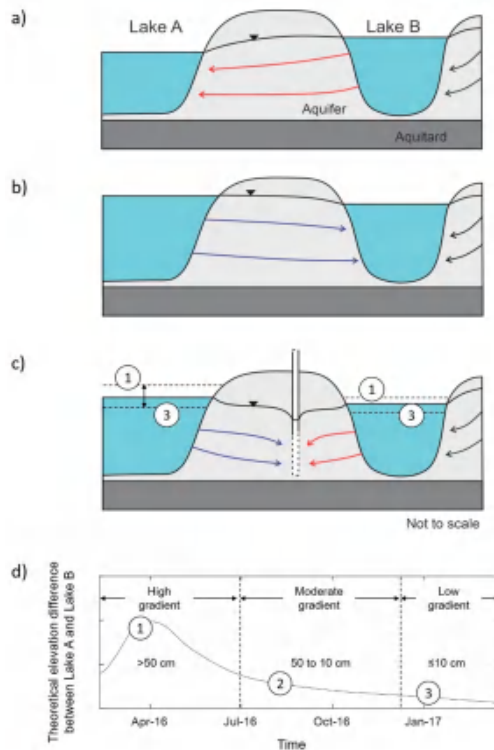 a)
Lake A
Lake B
Aquifer
Aquitard
b)
c)
1
3
1
3
Not to scale
d)
Theoretical elevation difference
between Lake A and Lake B
High
gradient
Moderate
gradient
Low
gradient
1
>50 cm
50 to 10 cm
≤10 cm
2
3
Apr-16
Jul-16
Oct-16
Jan-17
Time